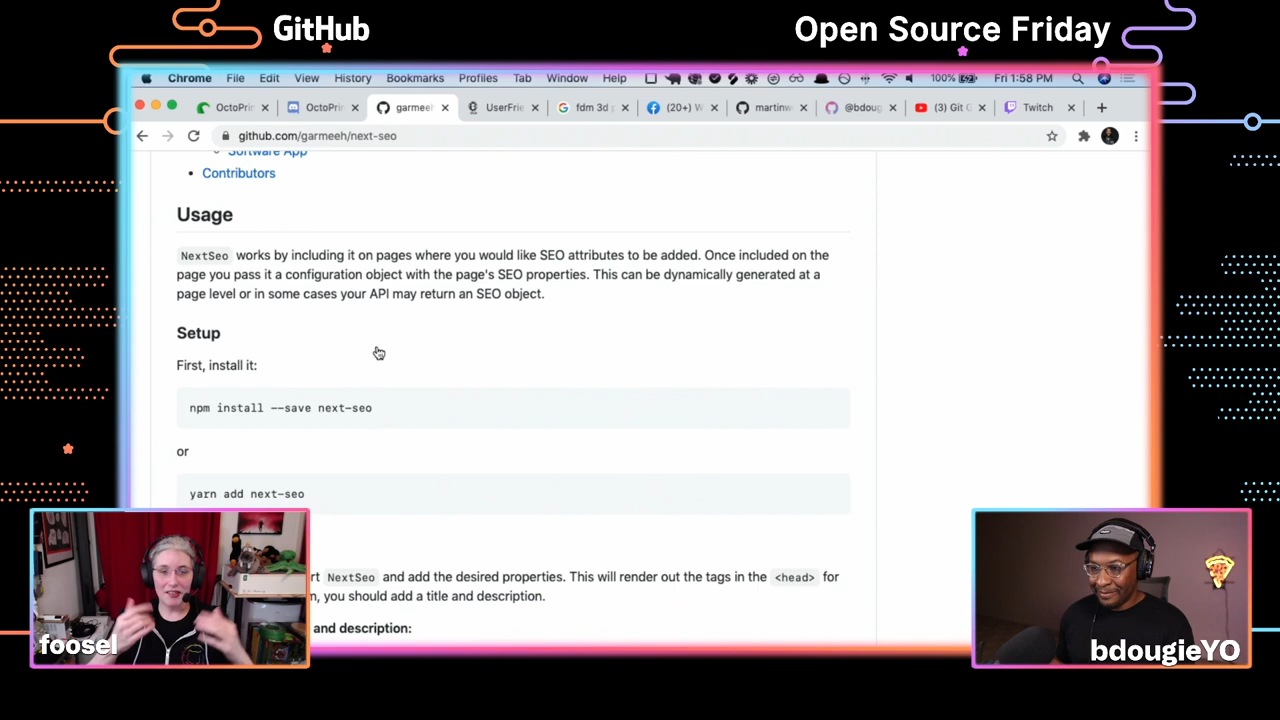 GitHub
Open Source Friday
Chrome File Edit View History Bookmarks Profiles Tab Window Help 100% Fri 1:58 PM
OctoPrin OctoPrin garmeeh UserFrie fdm 3d p (20+) W martinw @bdoug (3) Git G Twitch
github.com/garmeeh/next-seo
Software App
Contributors
Usage
NextSeo works by including it on pages where you would like SEO attributes to be added. Once included on the
page you pass it a configuration object with the page's SEO properties. This can be dynamically generated at a
page level or in some cases your API may return an SEO object.
Setup
First, install it:
npm install --save next-seo
or
yarn add next-seo
rt NextSeo and add the desired properties. This will render out the tags in the <head> for
m, you should add a title and description.
and description:
foosel
bdougieYO